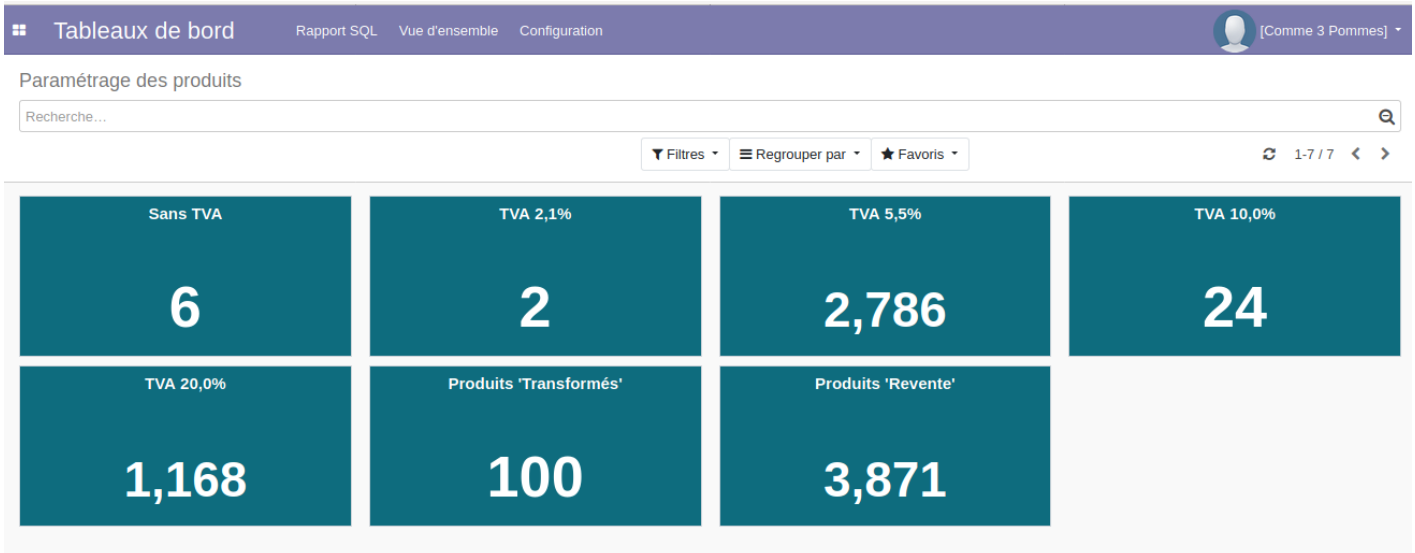 Tableaux de bord Rapport SQL Vue d'ensemble Configuration [Comme 3 Pommes]
Paramétrage des produits
Recherche…
Filtres Regrouper par Favoris 1-7 / 7
Sans TVA
6
TVA 2,1%
2
TVA 5,5%
2,786
TVA 10,0%
24
TVA 20,0%
1,168
Produits 'Transformés'
100
Produits 'Revente'
3,871